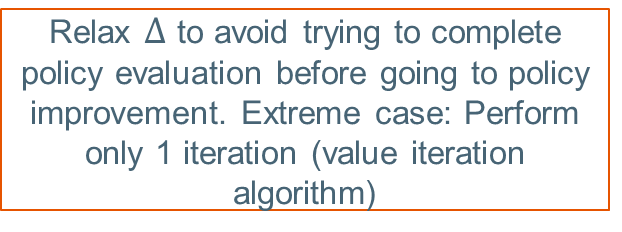 Relax Δ to avoid trying to complete
policy evaluation before going to policy
improvement. Extreme case: Perform
only 1 iteration (value iteration
algorithm)